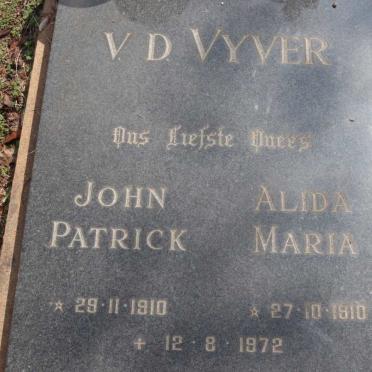 V. D. VYVER
Ons Liefste Ouers
JOHN ALIDA
PATRICK MARIA
☆ 29·11·1910 ☆ 27·10·1910
+ 12·8·1972